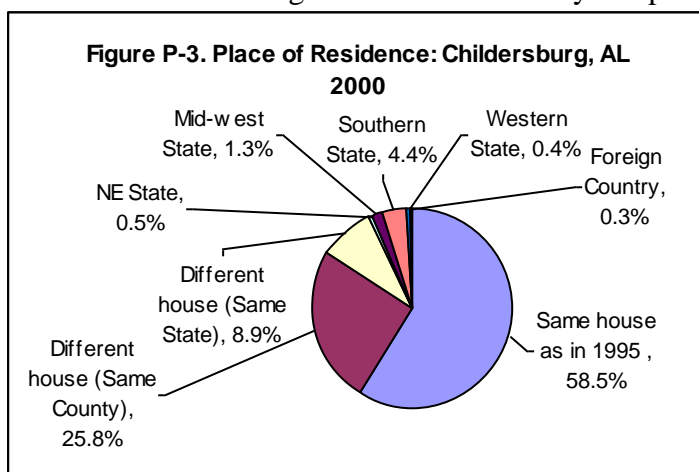 Figure P-3. Place of Residence: Childersburg, AL
2000
Mid-west
State, 1.3%
Southern
State, 4.4%
Western
State, 0.4%
Foreign
Country,
0.3%
NE State,
0.5%
Different
house (Same
State), 8.9%
Different
house (Same
County),
25.8%
Same house
as in 1995 ,
58.5%